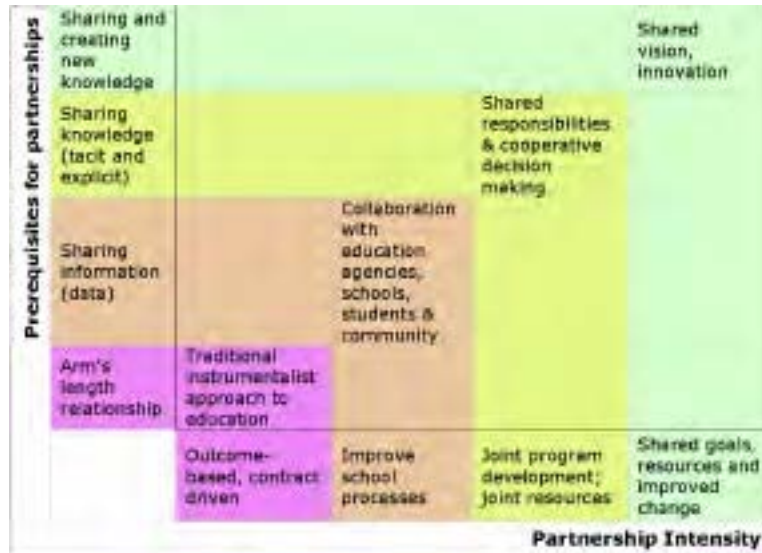 Prerequisites for partnerships
Sharing and
creating
new
knowledge
Shared
vision,
innovation
Sharing
knowledge
(tacit and
explicit)
Shared
responsibilities
& cooperative
decision
making
Sharing
information
(data)
Collaboration
with
education
agencies,
schools,
students &
community
Arm's
length
relationship
Traditional
instrumentalist
approach to
education
Outcome-
based, contract
driven
Improve
school
processes
Joint program
development;
joint resources
Shared goals,
resources and
improved
change
Partnership Intensity